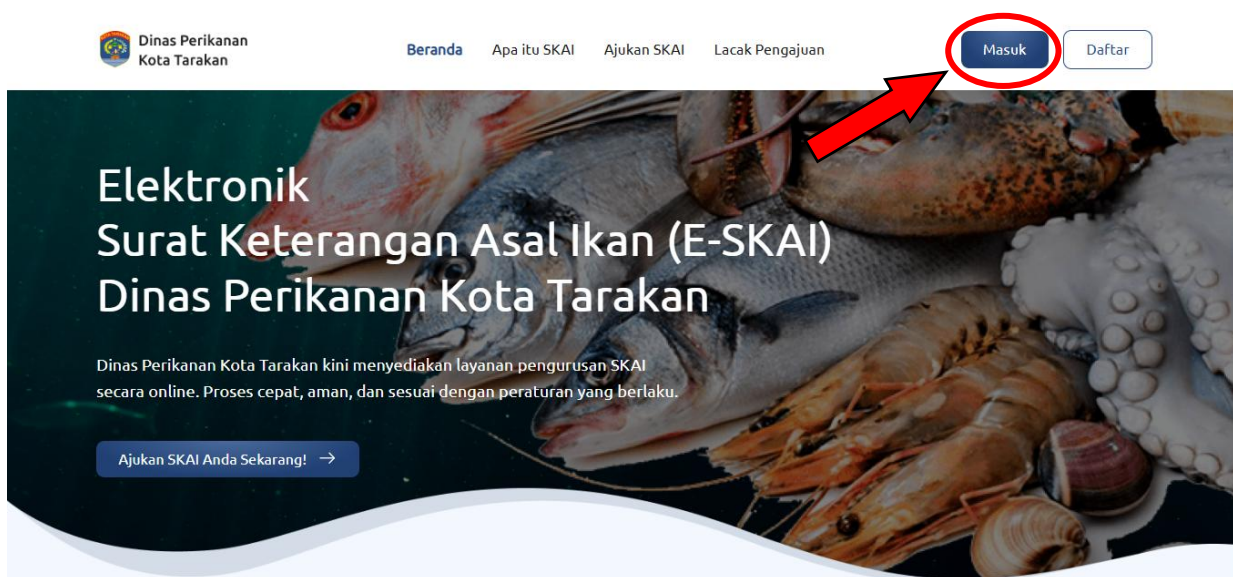 Dinas Perikanan
Kota Tarakan
Beranda
Apa itu SKAI
Ajukan SKAI
Lacak Pengajuan
Masuk
Daftar
Elektronik
Surat Keterangan Asal Ikan (E-SKAI)
Dinas Perikanan Kota Tarakan
Dinas Perikanan Kota Tarakan kini menyediakan layanan pengurusan SKAI
secara online. Proses cepat, aman, dan sesuai dengan peraturan yang berlaku.
Ajukan SKAI Anda Sekarang! →